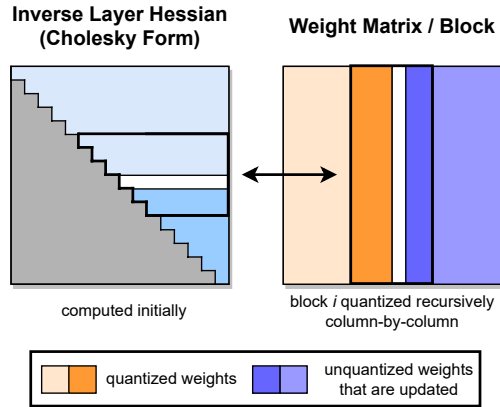 Inverse Layer Hessian
(Cholesky Form)
Weight Matrix / Block
computed initially
block i quantized recursively
column-by-column
quantized weights
unquantized weights
that are updated